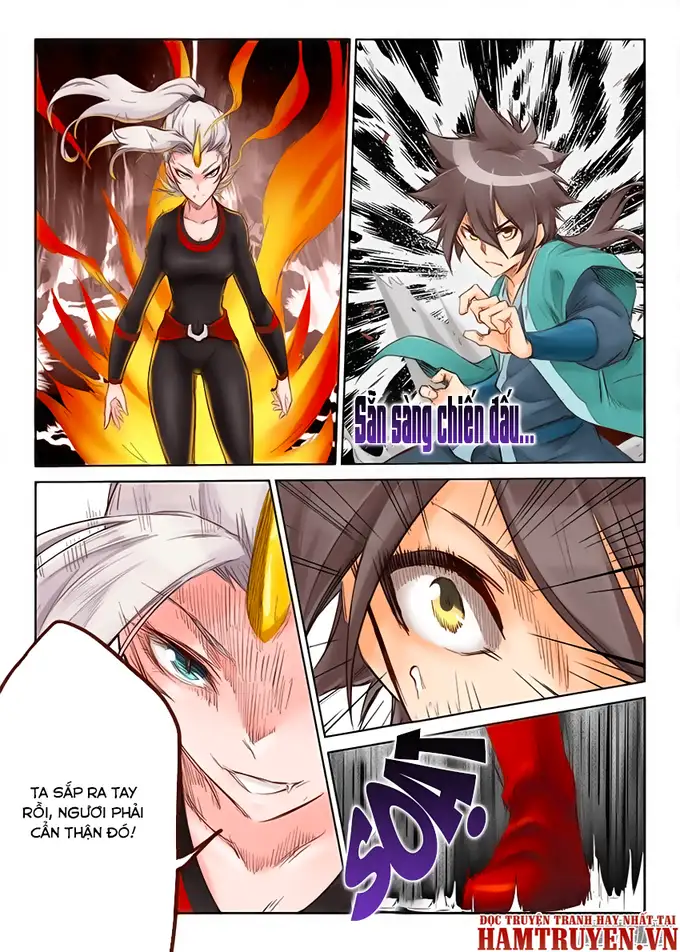 Sẵn sàng chiến đấu...
TA SẮP RA TAY
RỒI, NGƯƠI PHẢI
CẨN THẬN ĐÓ!
SOẠT
ĐỌC TRUYỆN TRANH HAY NHẤT TẠI
HAMTRUYEN.VN